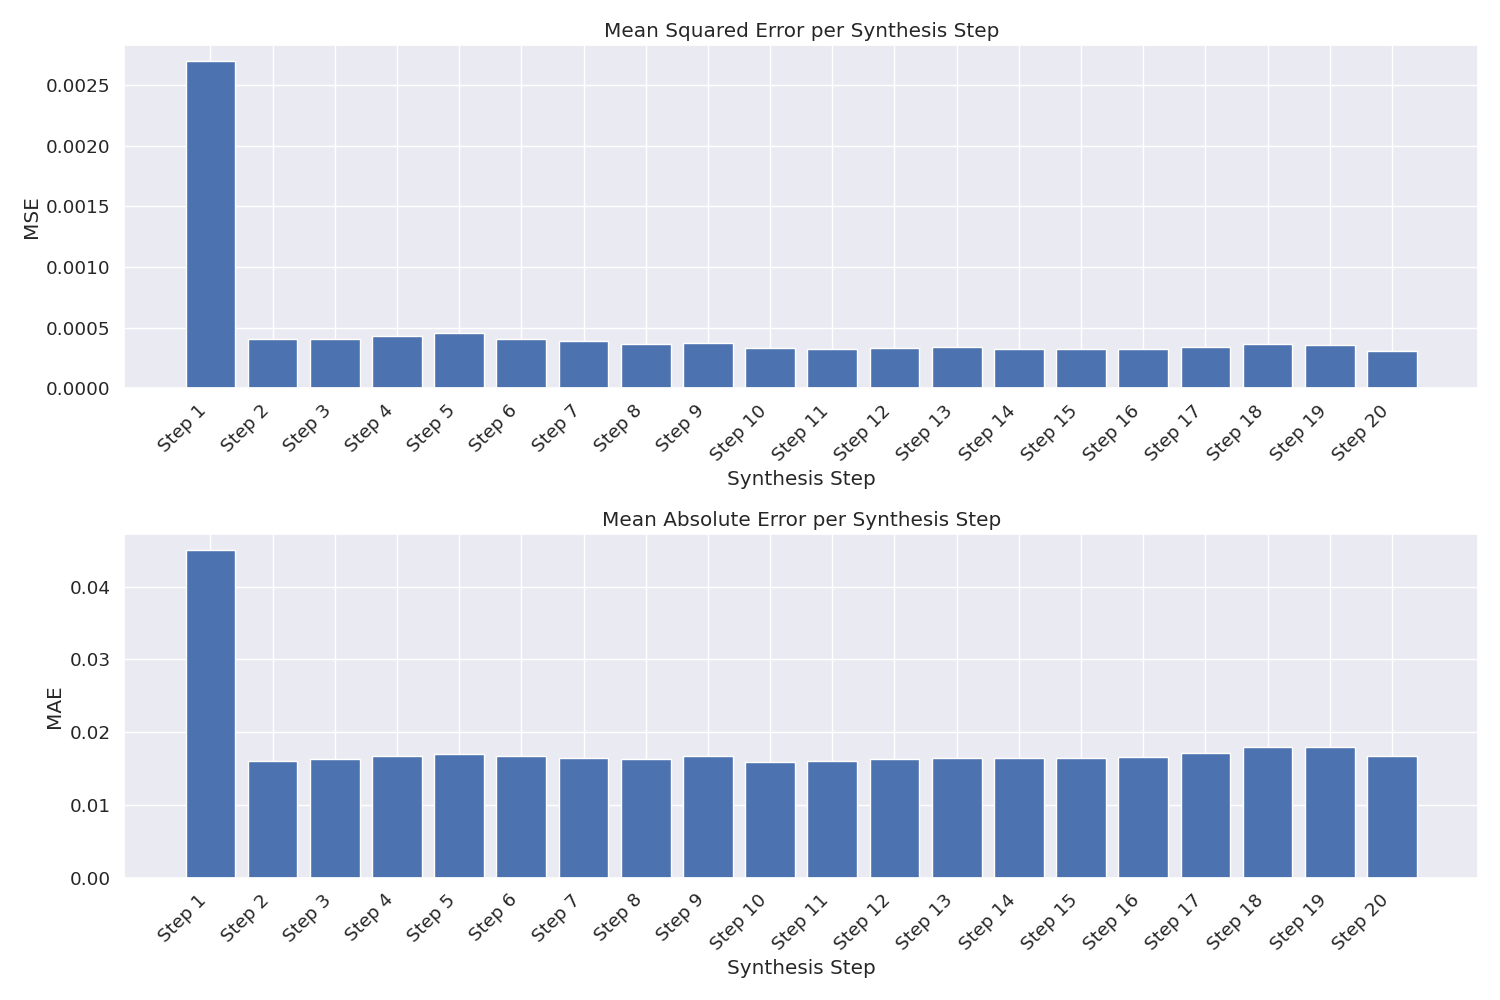 Mean Squared Error per Synthesis Step
0.0025
0.0020
0.0015
0.0010
0.0005
0.0000
MSE
Step 1
Step 2
Step 3
Step 4
Step 5
Step 6
Step 7
Step 8
Step 9
Step 10
Step 11
Step 12
Step 13
Step 14
Step 15
Step 16
Step 17
Step 18
Step 19
Step 20
Synthesis Step
Mean Absolute Error per Synthesis Step
0.04
0.03
0.02
0.01
0.00
MAE
Step 1
Step 2
Step 3
Step 4
Step 5
Step 6
Step 7
Step 8
Step 9
Step 10
Step 11
Step 12
Step 13
Step 14
Step 15
Step 16
Step 17
Step 18
Step 19
Step 20
Synthesis Step